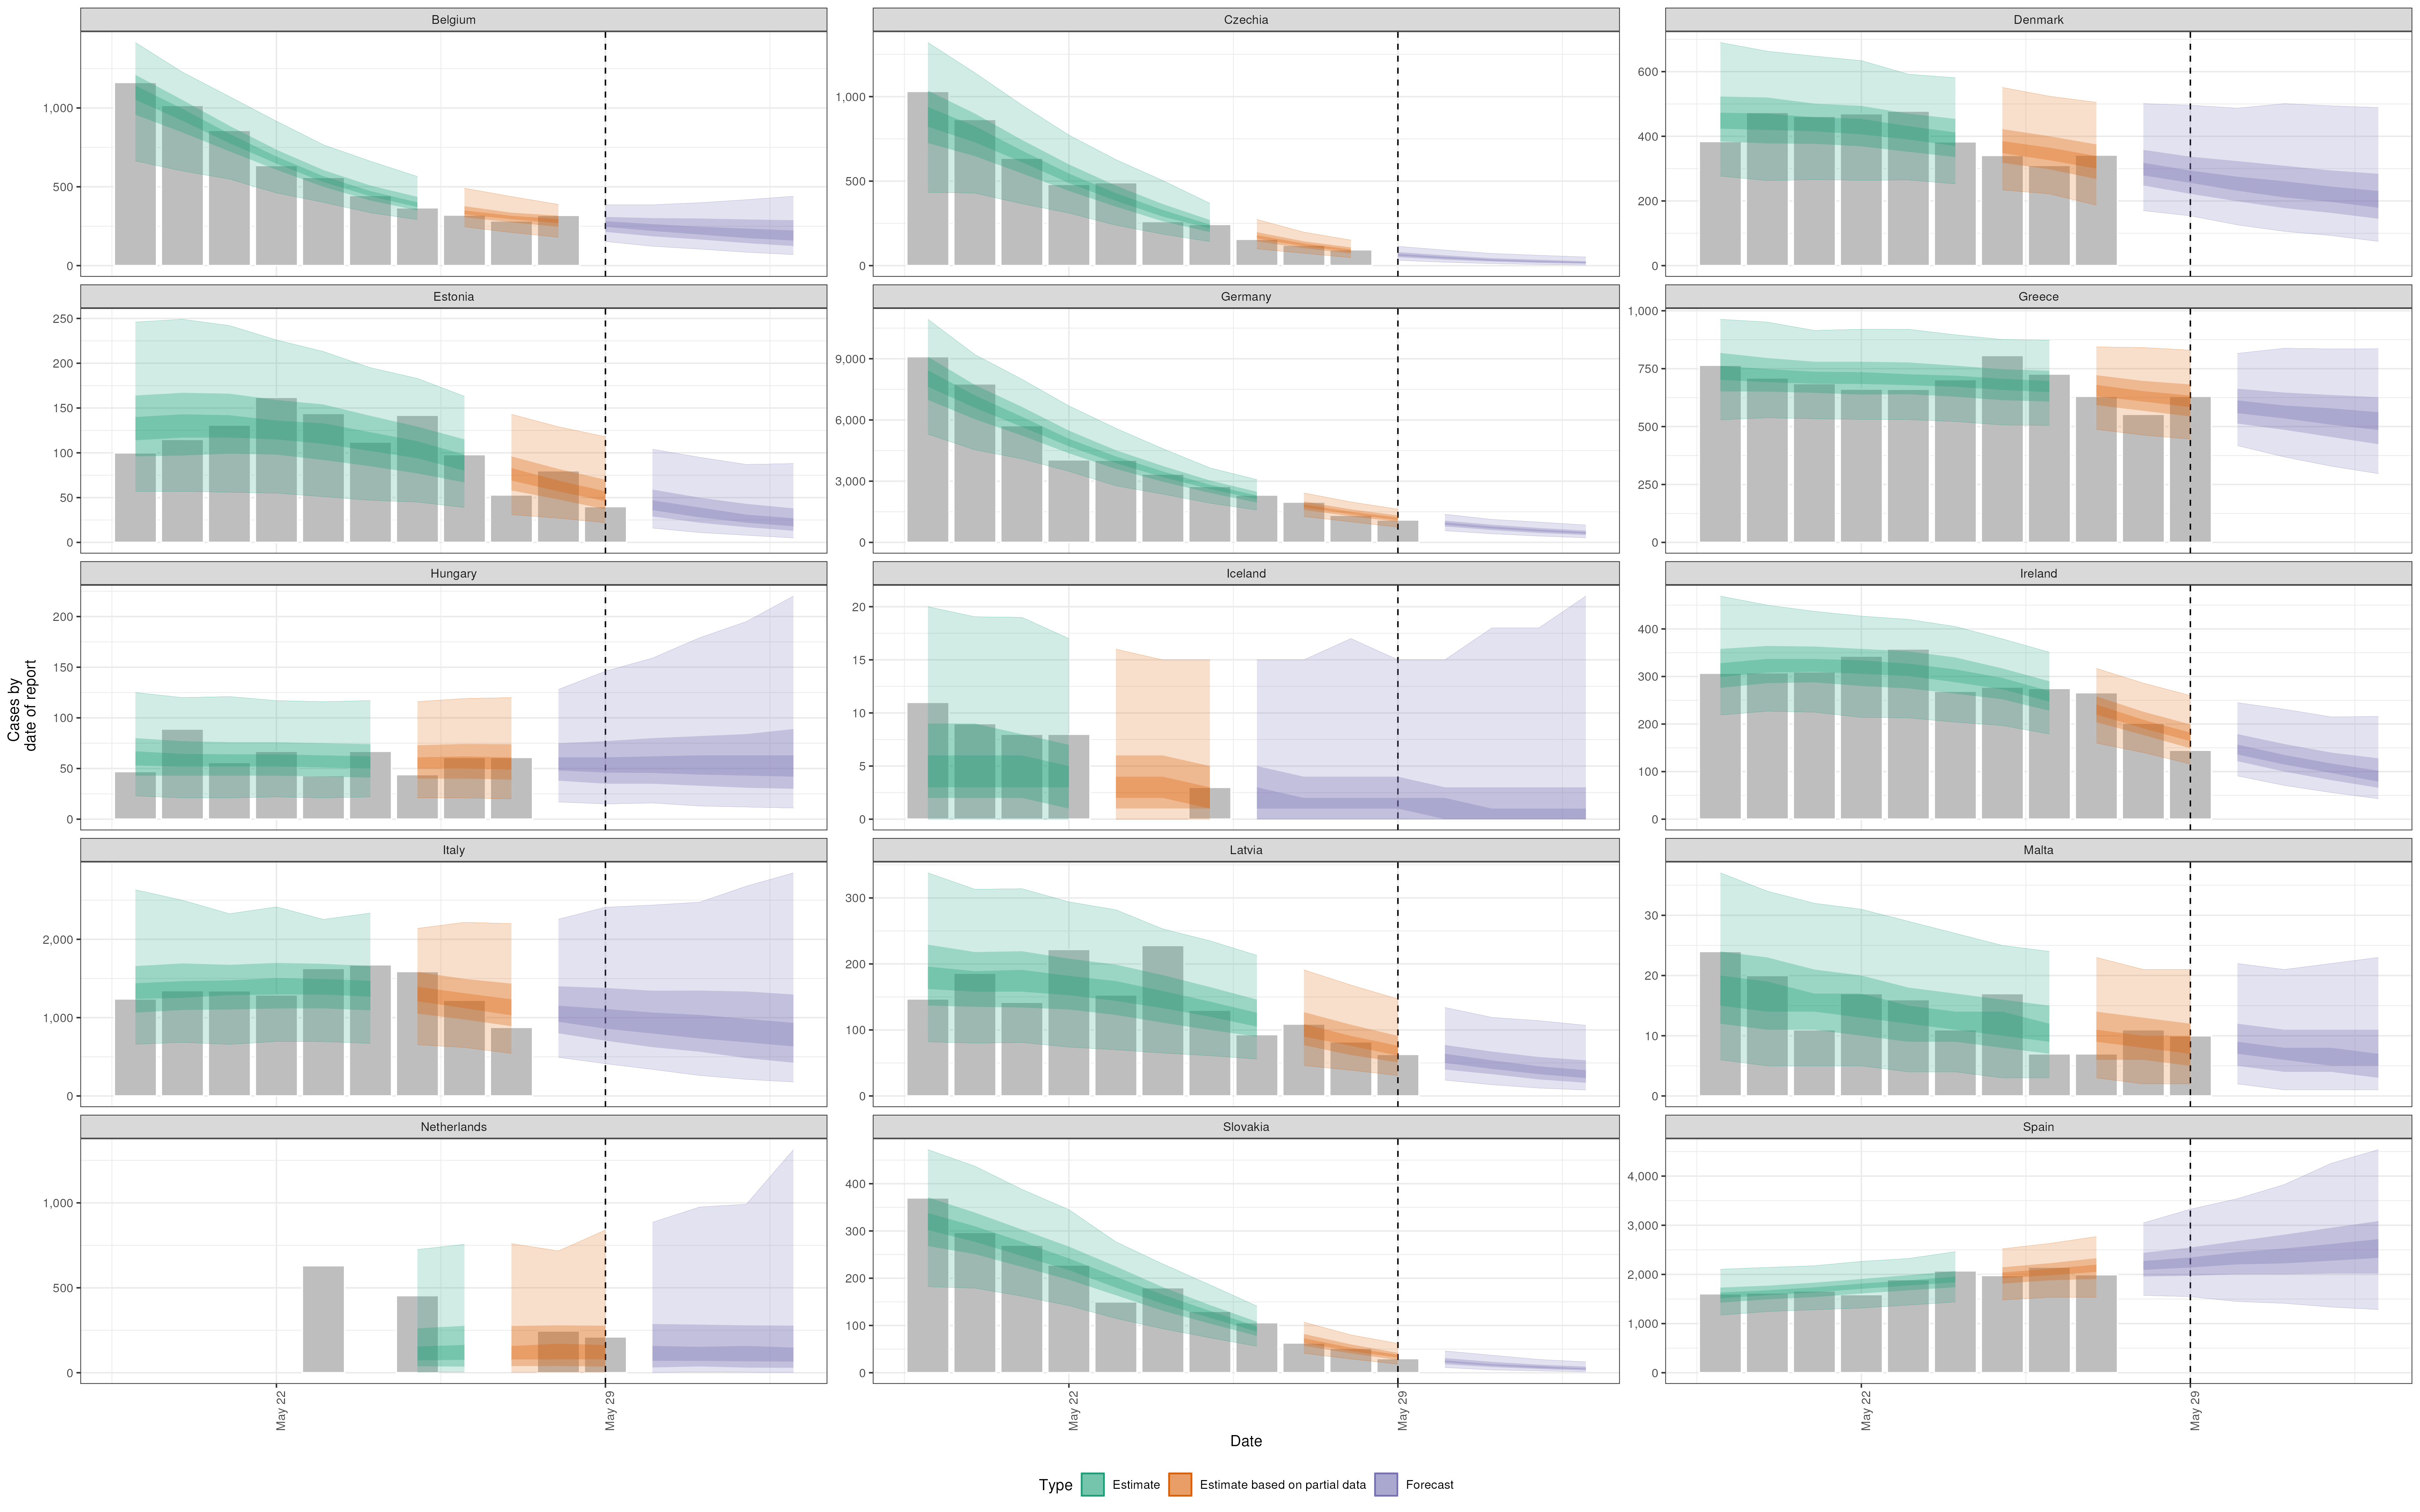 Belgium
Czechia
Denmark
1,000
500
0
1,000
500
0
600
400
200
0
Estonia
Germany
Greece
250
200
150
100
50
0
9,000
6,000
3,000
0
1,000
750
500
250
0
Hungary
Iceland
Ireland
200
150
100
50
0
20
15
10
5
0
400
300
200
100
0
Cases by
date of report
Italy
Latvia
Malta
2,000
1,000
0
300
200
100
0
30
20
10
0
Netherlands
Slovakia
Spain
1,000
500
0
400
300
200
100
0
4,000
3,000
2,000
1,000
0
May 22
May 29
May 22
May 29
May 22
May 29
Date
Type Estimate Estimate based on partial data Forecast